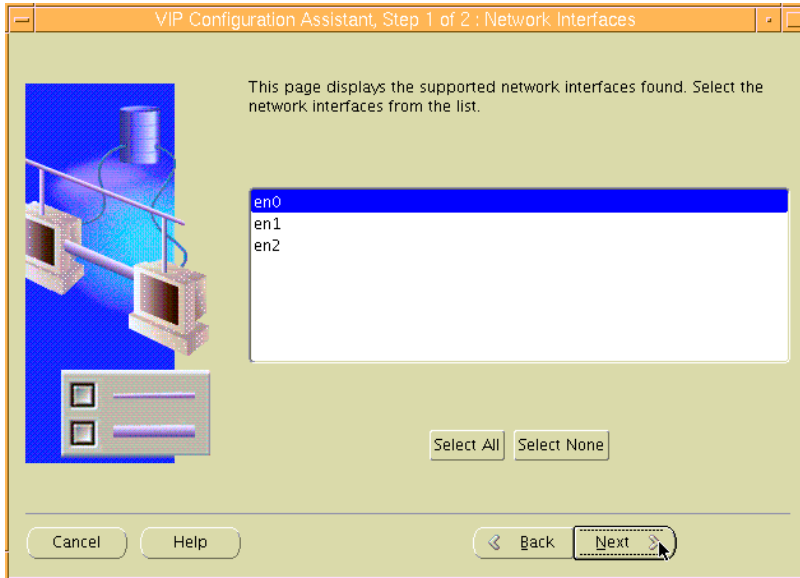 VIP Configuration Assistant, Step 1 of 2 : Network Interfaces
This page displays the supported network interfaces found. Select the
network interfaces from the list.
en0
en1
en2
Select All Select None
Cancel Help Back Next